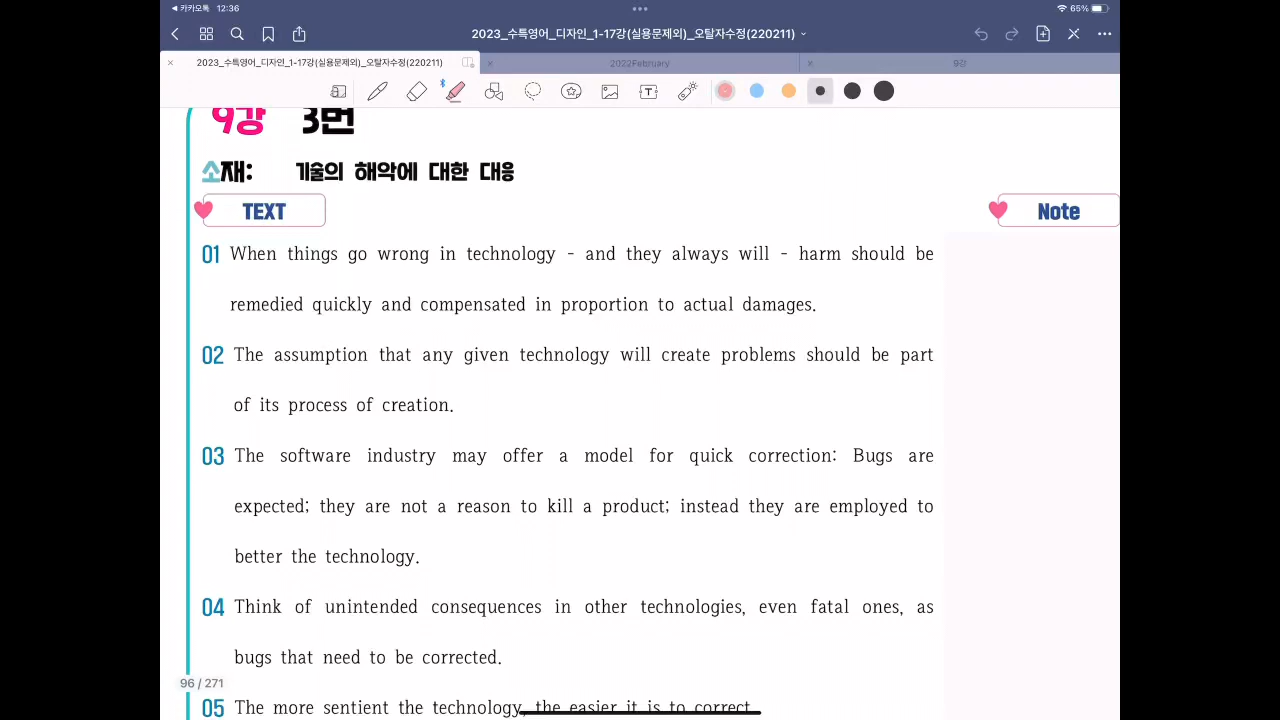 카카오톡 12:36
65%
2023_수특영어_디자인_1-17강(실용문제외)_오탈자수정(220211)
2023_수특영어_디자인_1-17강(실용문제외)_오탈자수정(220211)
2022February
9강
9강 3번
소재: 기술의 해악에 대한 대응
TEXT
Note
01 When things go wrong in technology - and they always will - harm should be
remedied quickly and compensated in proportion to actual damages.
02 The assumption that any given technology will create problems should be part
of its process of creation.
03 The software industry may offer a model for quick correction: Bugs are
expected; they are not a reason to kill a product; instead they are employed to
better the technology.
04 Think of unintended consequences in other technologies, even fatal ones, as
bugs that need to be corrected.
96 / 271
05 The more sentient the technology, the easier it is to correct.